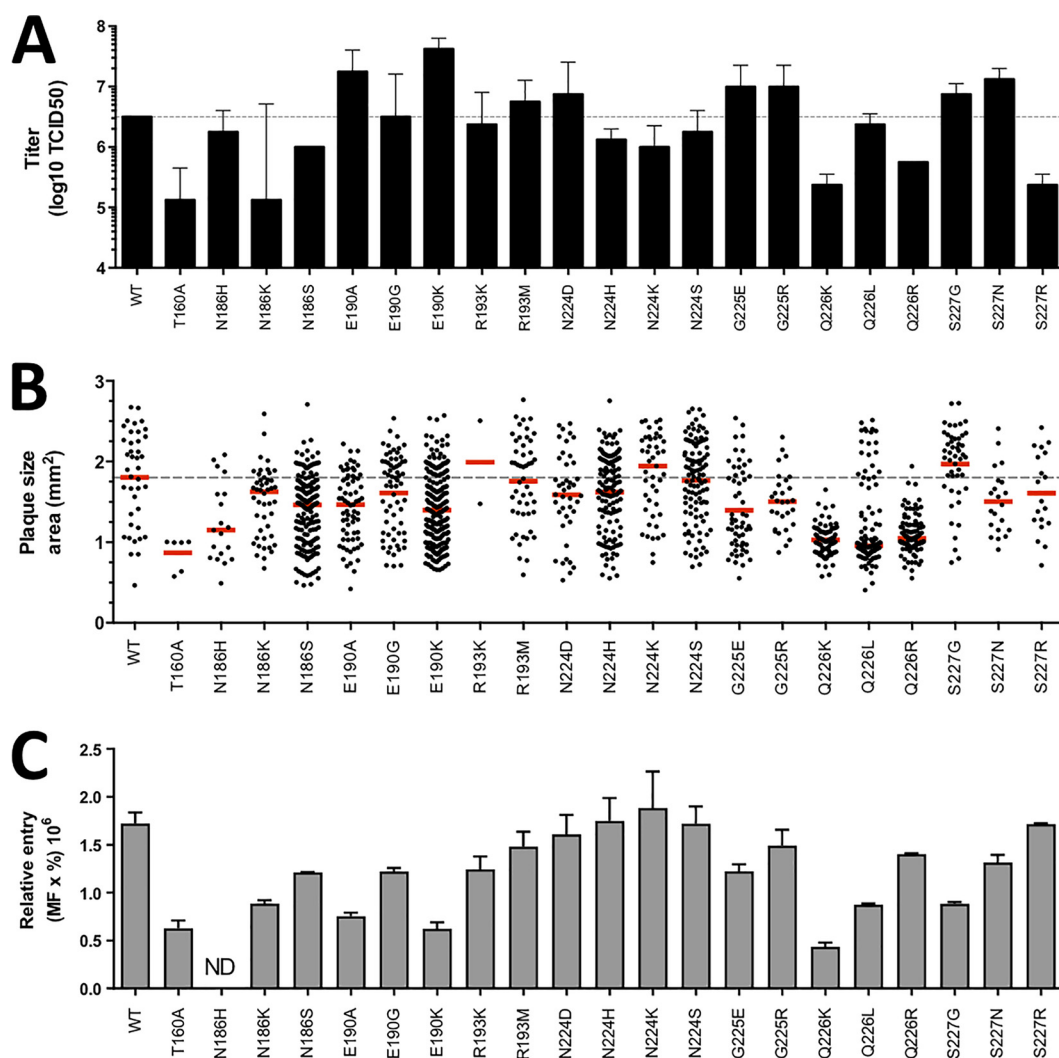 A
Titer
(log10 TCID50)
8
7
6
5
4
WT
T160A
N186H
N186K
N186S
E190A
E190G
E190K
R193K
R193M
N224D
N224H
N224K
N224S
G225E
G225R
Q226K
Q226L
Q226R
S227G
S227N
S227R
B
Plaque size
area (mm²)
3
2
1
0
WT
T160A
N186H
N186K
N186S
E190A
E190G
E190K
R193K
R193M
N224D
N224H
N224K
N224S
G225E
G225R
Q226K
Q226L
Q226R
S227G
S227N
S227R
C
Relative entry
(MF x %) 10⁶
2.5
2.0
1.5
1.0
0.5
0.0
ND
WT
T160A
N186H
N186K
N186S
E190A
E190G
E190K
R193K
R193M
N224D
N224H
N224K
N224S
G225E
G225R
Q226K
Q226L
Q226R
S227G
S227N
S227R